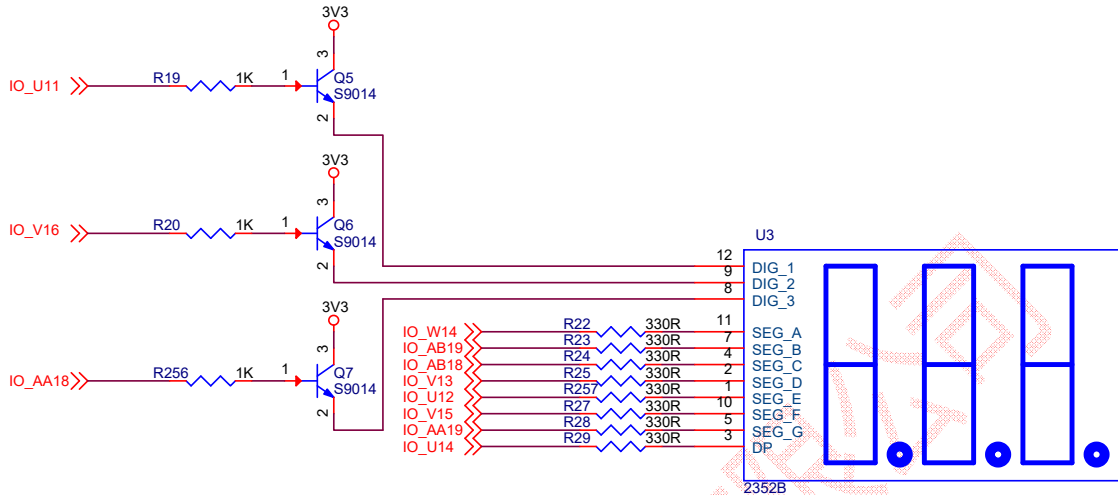 3V3
IO_U11 R19 1K 1 3 Q5
S9014
2
3V3
IO_V16 R20 1K 1 3 Q6
S9014
2
3V3
IO_AA18 R256 1K 1 3 Q7
S9014
2
U3
12 DIG_1
9 DIG_2
8 DIG_3
IO_W14 R22 330R 11 SEG_A
IO_AB19 R23 330R 7 SEG_B
IO_AB18 R24 330R 4 SEG_C
IO_V13 R25 330R 2 SEG_D
IO_U12 R257 330R 1 SEG_E
IO_V15 R27 330R 10 SEG_F
IO_AA19 R28 330R 5 SEG_G
IO_U14 R29 330R 3 DP
2352B